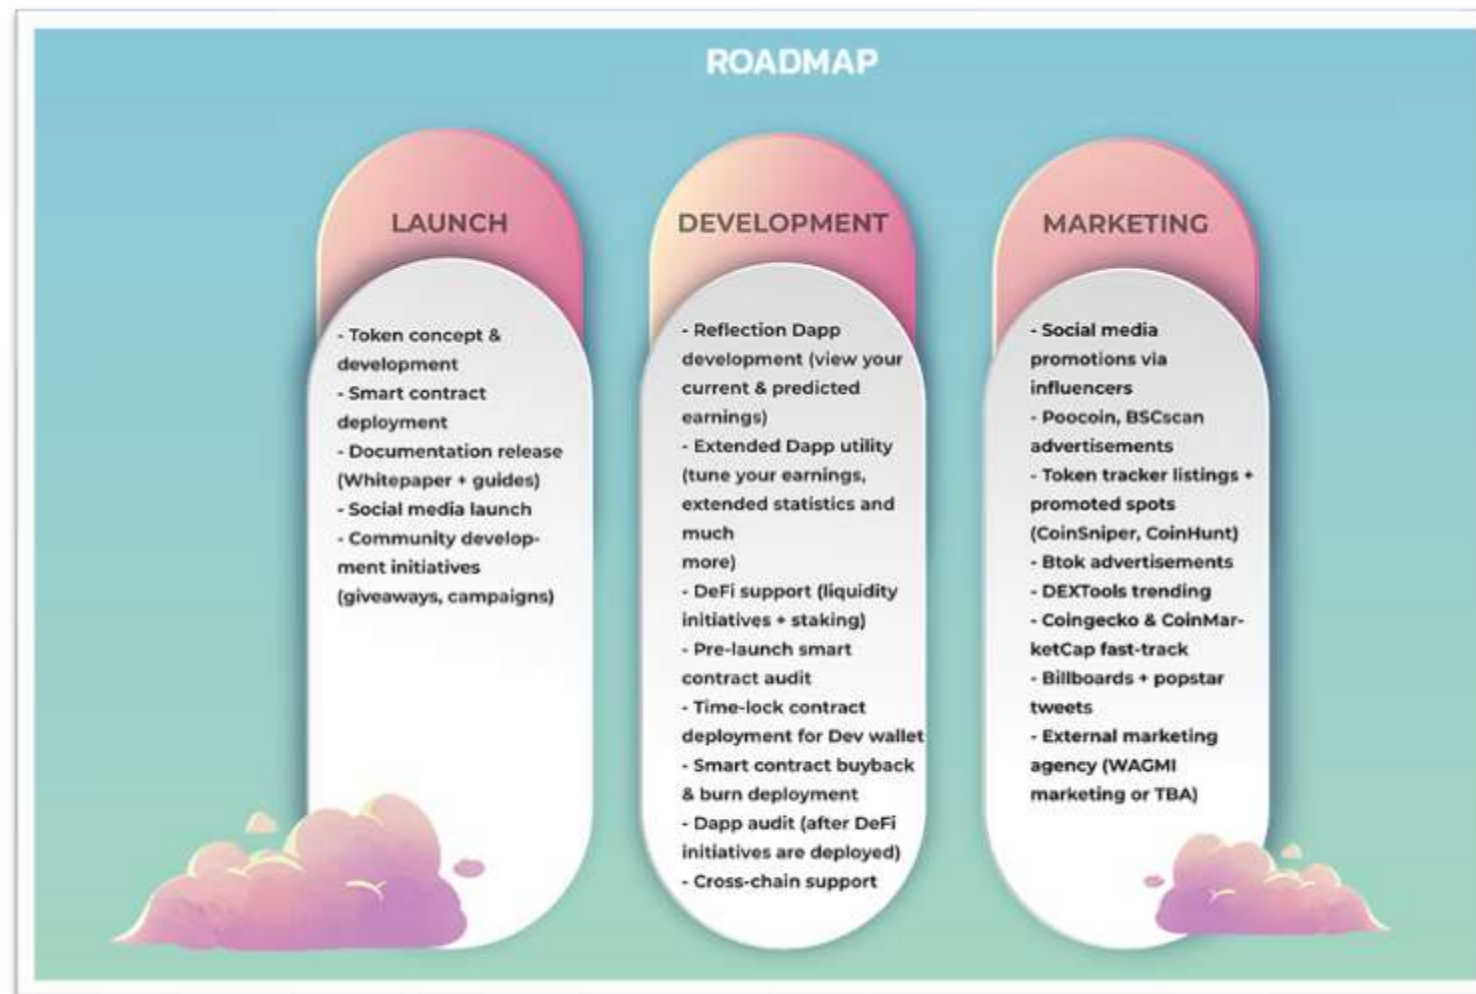 ROADMAP
LAUNCH
- Token concept &
development
- Smart contract
deployment
- Documentation release
(Whitepaper + guides)
- Social media launch
- Community develop-
ment initiatives
(giveaways, campaigns)
DEVELOPMENT
- Reflection Dapp
development (view your
current & predicted
earnings)
- Extended Dapp utility
(tune your earnings,
extended statistics and
much
more)
- DeFi support (liquidity
initiatives + staking)
- Pre-launch smart
contract audit
- Time-lock contract
deployment for Dev wallet
- Smart contract buyback
& burn deployment
- Dapp audit (after DeFi
initiatives are deployed)
- Cross-chain support
MARKETING
- Social media
promotions via
influencers
- Poocoin, BSCscan
advertisements
- Token tracker listings +
promoted spots
(CoinSniper, CoinHunt)
- Btok advertisements
- DEXTools trending
- Coingecko & CoinMar-
ketCap fast-track
- Billboards + popstar
tweets
- External marketing
agency (WAGMI
marketing or TBA)